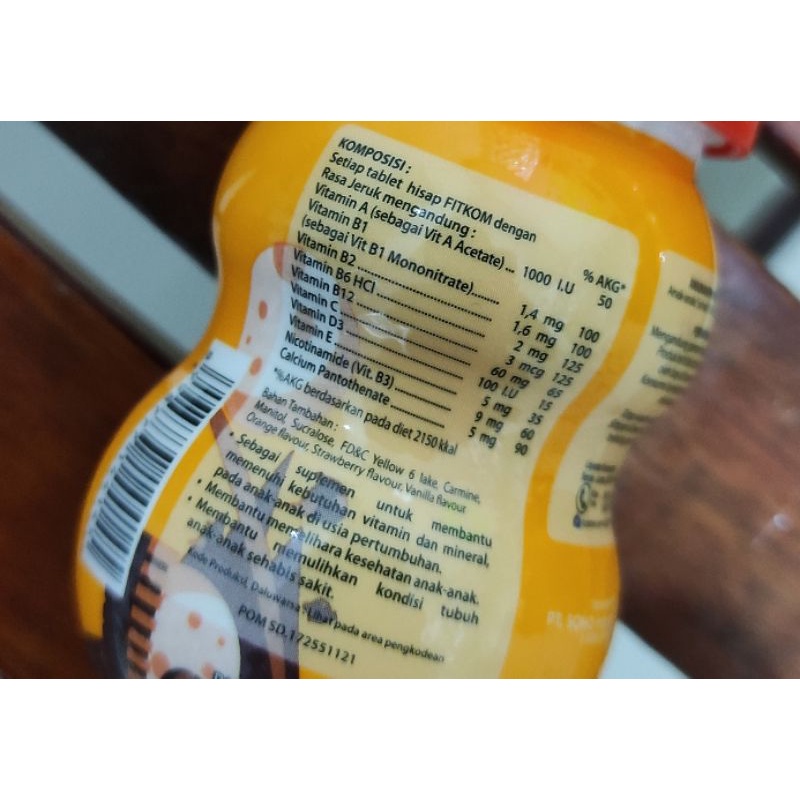 KOMPOSISI :
Setiap tablet hisap FITKOM dengan
Rasa Jeruk mengandung :
% AKG*
Vitamin A (sebagai Vit A Acetate)... 1000 I.U 50
Vitamin B1
(sebagai Vit B1 Mononitrate)....... 1,4 mg 100
Vitamin B2 .......................... 1,6 mg 100
Vitamin B6 HCl ..................... 2 mg 125
Vitamin B12 ......................... 3 mcg 125
Vitamin C ............................ 60 mg 65
Vitamin D3 .......................... 100 I.U 15
Vitamin E ............................ 5 mg 35
Nicotinamide (Vit. B3) ............ 9 mg 60
Calcium Pantothenate ............ 5 mg 90
*%AKG berdasarkan pada diet 2150 kkal
Bahan Tambahan :
Manitol, Sucralose, FD&C Yellow 6 lake, Carmine,
Orange flavour, Strawberry flavour, Vanilla flavour
• Sebagai suplemen untuk membantu
memenuhi kebutuhan vitamin dan mineral,
pada anak-anak di usia pertumbuhan.
• Membantu memelihara kesehatan anak-anak.
• Membantu memulihkan kondisi tubuh
anak-anak sehabis sakit.
Kode Produksi, Daluwarsa : Lihat pada area pengkodean
POM SD.172551121